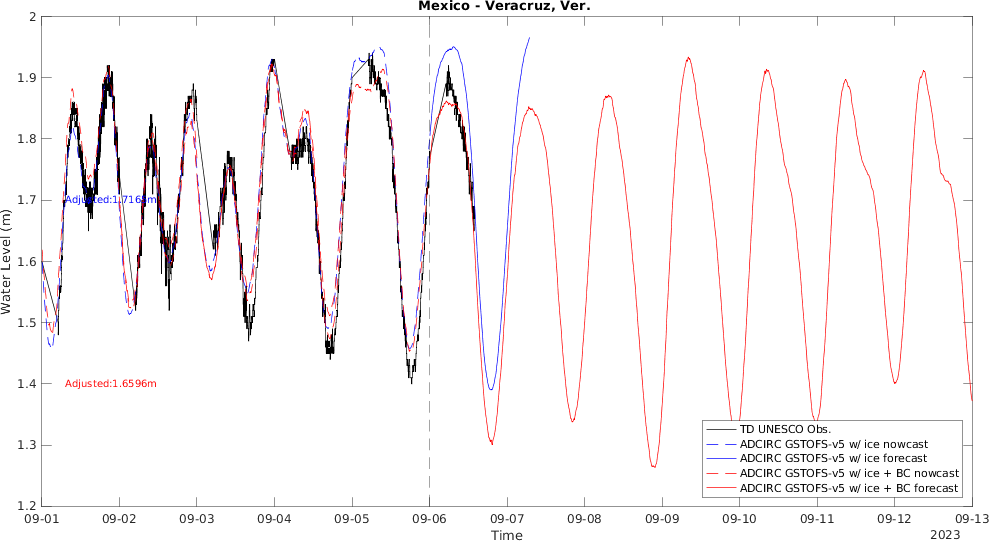 Mexico - Veracruz, Ver.
2
1.9
1.8
1.7
1.6
1.5
1.4
1.3
1.2
Water Level (m)
Adjusted:1.716 m
Adjusted:1.6596m
TD UNESCO Obs.
ADCIRC GSTOFS-v5 w/ ice nowcast
ADCIRC GSTOFS-v5 w/ ice forecast
ADCIRC GSTOFS-v5 w/ ice + BC nowcast
ADCIRC GSTOFS-v5 w/ ice + BC forecast
09-01 09-02 09-03 09-04 09-05 09-06 09-07 09-08 09-09 09-10 09-11 09-12 09-13
Time
2023